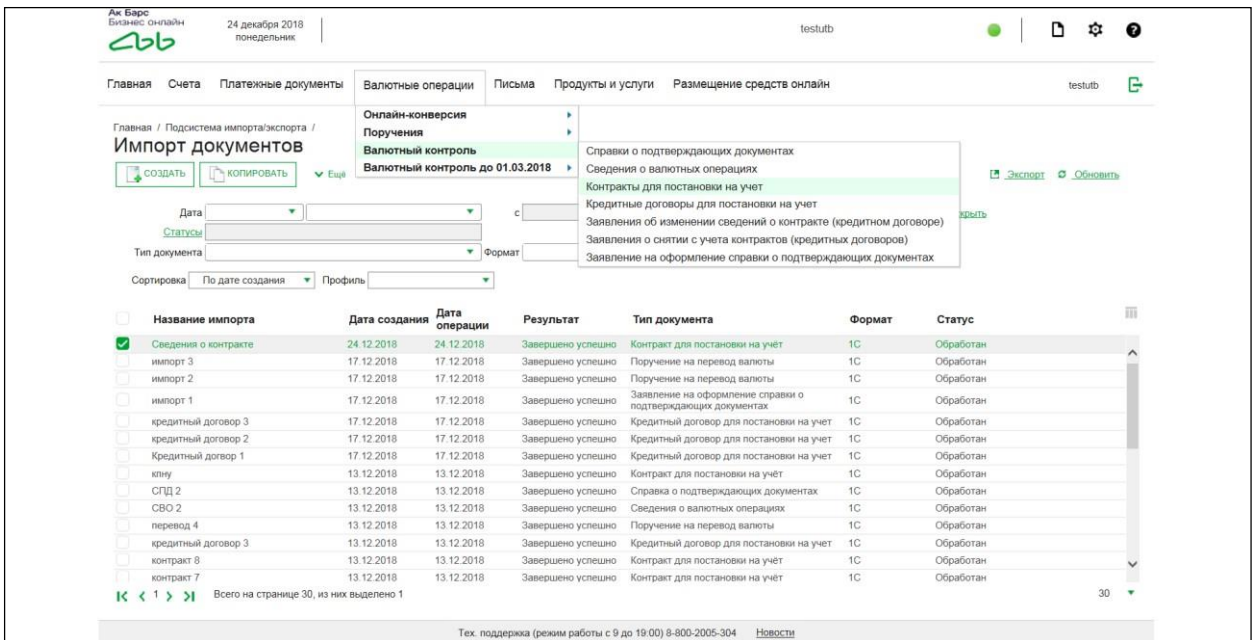 Ак Барс
Бизнес онлайн
24 декабря 2018
понедельник
testutb
Главная Счета Платежные документы Валютные операции Письма Продукты и услуги Размещение средств онлайн testutb
Онлайн-конверсия
Поручения
Валютный контроль
Валютный контроль до 01.03.2018
Справки о подтверждающих документах
Сведения о валютных операциях
Контракты для постановки на учет
Кредитные договоры для постановки на учет
Заявления об изменении сведений о контракте (кредитном договоре)
Заявления о снятии с учета контрактов (кредитных договоров)
Заявление на оформление справки о подтверждающих документах
Главная / Подсистема импорта/экспорта /
Импорт документов
СОЗДАТЬ КОПИРОВАТЬ Ещё Экспорт Обновить
Дата с крыть
Статусы
Тип документа Формат
Сортировка По дате создания Профиль
Название импорта Дата создания Дата операции Результат Тип документа Формат Статус
Сведения о контракте 24.12.2018 24.12.2018 Завершено успешно Контракт для постановки на учёт 1С Обработан
импорт 3 17.12.2018 17.12.2018 Завершено успешно Поручение на перевод валюты 1С Обработан
импорт 2 17.12.2018 17.12.2018 Завершено успешно Поручение на перевод валюты 1С Обработан
импорт 1 17.12.2018 17.12.2018 Завершено успешно Заявление на оформление справки о подтверждающих документах 1С Обработан
кредитный договор 3 17.12.2018 17.12.2018 Завершено успешно Кредитный договор для постановки на учет 1С Обработан
кредитный договор 2 17.12.2018 17.12.2018 Завершено успешно Кредитный договор для постановки на учет 1С Обработан
Кредитный догвор 1 17.12.2018 17.12.2018 Завершено успешно Кредитный договор для постановки на учет 1С Обработан
кпну 13.12.2018 13.12.2018 Завершено успешно Контракт для постановки на учёт 1С Обработан
СПД 2 13.12.2018 13.12.2018 Завершено успешно Справка о подтверждающих документах 1С Обработан
СВО 2 13.12.2018 13.12.2018 Завершено успешно Сведения о валютных операциях 1С Обработан
перевод 4 13.12.2018 13.12.2018 Завершено успешно Поручение на перевод валюты 1С Обработан
кредитный договор 3 13.12.2018 13.12.2018 Завершено успешно Кредитный договор для постановки на учет 1С Обработан
контракт 8 13.12.2018 13.12.2018 Завершено успешно Контракт для постановки на учёт 1С Обработан
контракт 7 13.12.2018 13.12.2018 Завершено успешно Контракт для постановки на учёт 1С Обработан
1 Всего на странице 30, из них выделено 1 30
Тех. поддержка (режим работы с 9 до 19:00) 8-800-2005-304 Новости